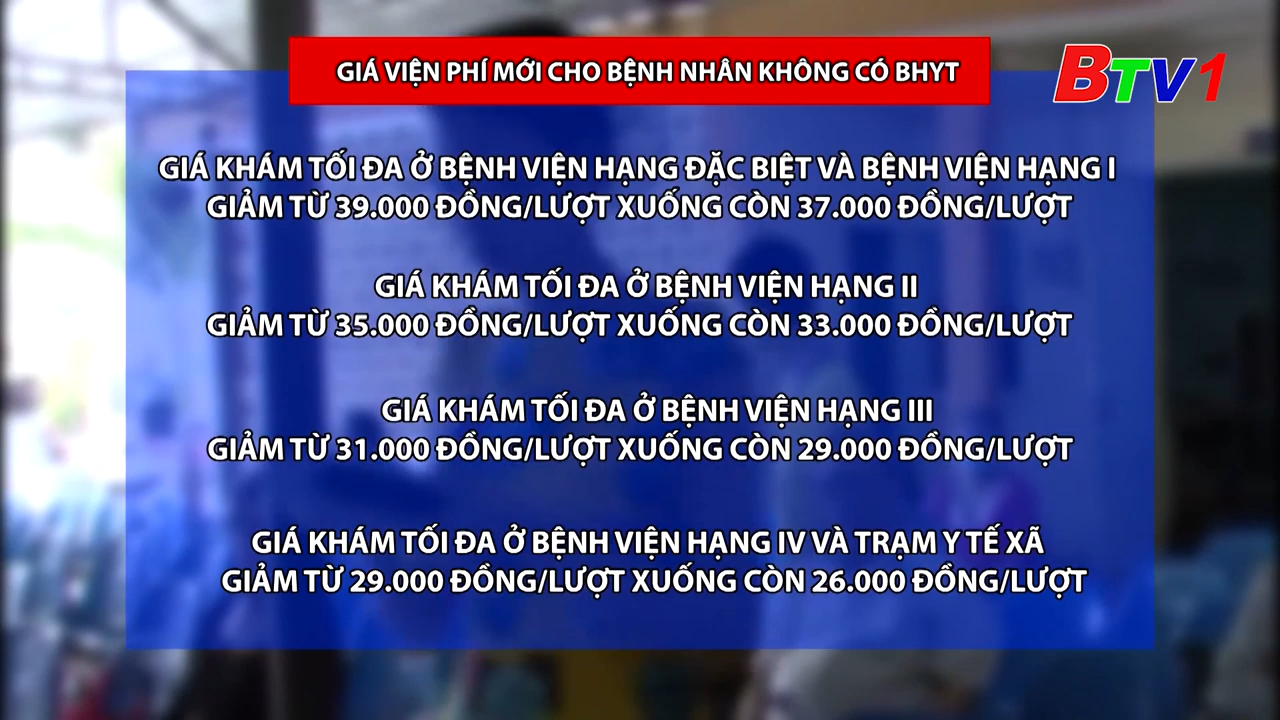 GIÁ VIỆN PHÍ MỚI CHO BỆNH NHÂN KHÔNG CÓ BHYT
BTV1
GIÁ KHÁM TỐI ĐA Ở BỆNH VIỆN HẠNG ĐẶC BIỆT VÀ BỆNH VIỆN HẠNG I
GIẢM TỪ 39.000 ĐỒNG/LƯỢT XUỐNG CÒN 37.000 ĐỒNG/LƯỢT
GIÁ KHÁM TỐI ĐA Ở BỆNH VIỆN HẠNG II
GIẢM TỪ 35.000 ĐỒNG/LƯỢT XUỐNG CÒN 33.000 ĐỒNG/LƯỢT
GIÁ KHÁM TỐI ĐA Ở BỆNH VIỆN HẠNG III
GIẢM TỪ 31.000 ĐỒNG/LƯỢT XUỐNG CÒN 29.000 ĐỒNG/LƯỢT
GIÁ KHÁM TỐI ĐA Ở BỆNH VIỆN HẠNG IV VÀ TRẠM Y TẾ XÃ
GIẢM TỪ 29.000 ĐỒNG/LƯỢT XUỐNG CÒN 26.000 ĐỒNG/LƯỢT